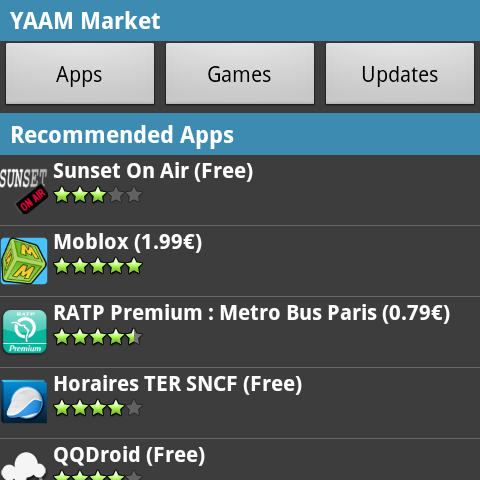 YAAM Market
Apps Games Updates
Recommended Apps
SUNSET
ON AIR
Sunset On Air (Free)
M
M
M
Moblox (1.99€)
RATP
Premium
RATP Premium : Metro Bus Paris (0.79€)
Horaires TER SNCF (Free)
QQDroid (Free)